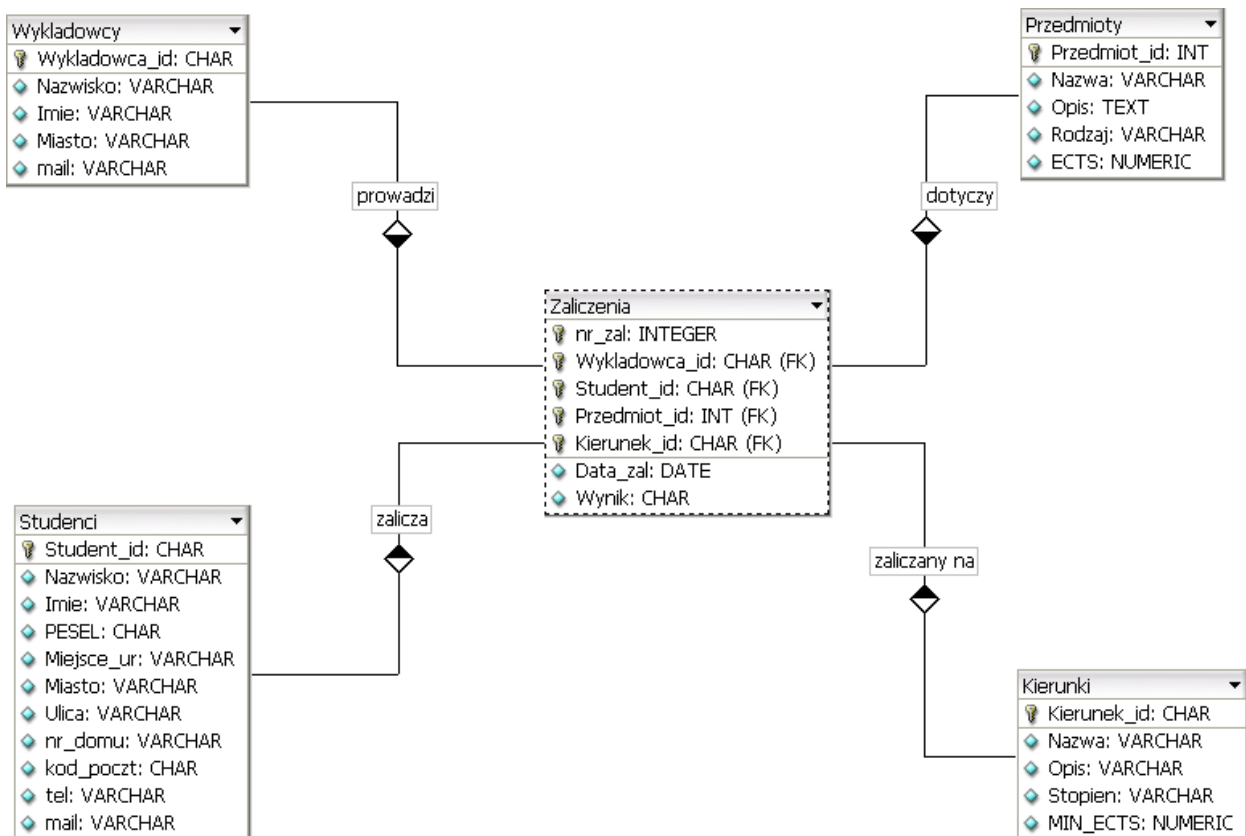 Wykladowcy
Wykladowca_id: CHAR
Nazwisko: VARCHAR
Imie: VARCHAR
Miasto: VARCHAR
mail: VARCHAR
Przedmioty
Przedmiot_id: INT
Nazwa: VARCHAR
Opis: TEXT
Rodzaj: VARCHAR
ECTS: NUMERIC
prowadzi
dotyczy
Zaliczenia
nr_zal: INTEGER
Wykladowca_id: CHAR (FK)
Student_id: CHAR (FK)
Przedmiot_id: INT (FK)
Kierunek_id: CHAR (FK)
Data_zal: DATE
Wynik: CHAR
zalicza
zaliczany na
Studenci
Student_id: CHAR
Nazwisko: VARCHAR
Imie: VARCHAR
PESEL: CHAR
Miejsce_ur: VARCHAR
Miasto: VARCHAR
Ulica: VARCHAR
nr_domu: VARCHAR
kod_poczt: CHAR
tel: VARCHAR
mail: VARCHAR
Kierunki
Kierunek_id: CHAR
Nazwa: VARCHAR
Opis: VARCHAR
Stopien: VARCHAR
MIN_ECTS: NUMERIC